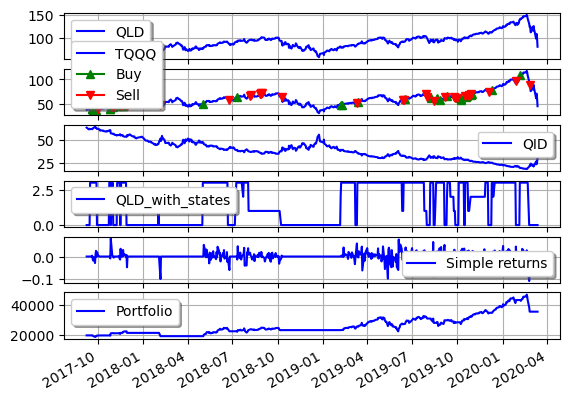 150
100
QLD
TQQQ
Buy
Sell
100
50
50
25
QID
2.5
0.0
QLD_with_states
0.0
−0.1
Simple returns
40000
20000
Portfolio
2017-10
2018-01
2018-04
2018-07
2018-10
2019-01
2019-04
2019-07
2019-10
2020-01
2020-04